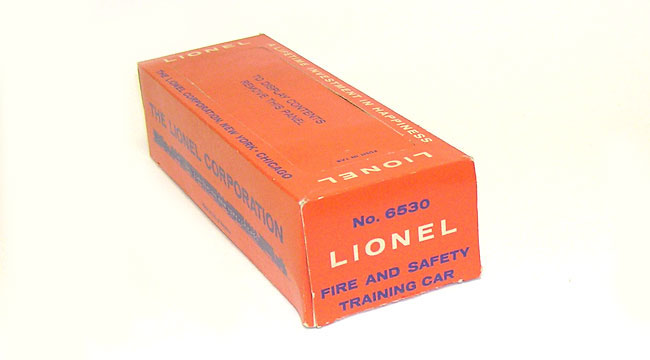 LIONEL
A LIFETIME INVESTMENT IN HAPPINESS
TO DISPLAY CONTENTS
REMOVE THIS PANEL
THE LIONEL CORPORATION, NEW YORK • CHICAGO
LIONEL
THE LIONEL CORPORATION
No. 6530
LIONEL
FIRE AND SAFETY
TRAINING CAR